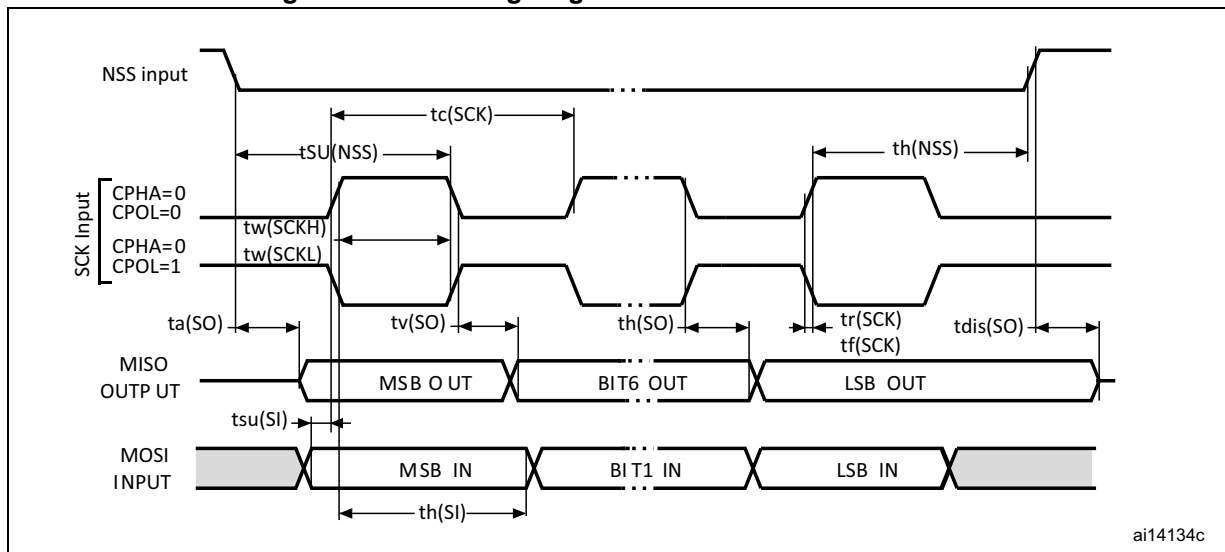 NSS input
tc(SCK)
tSU(NSS)
th(NSS)
SCK Input
CPHA=0
CPOL=0
tw(SCKH)
CPHA=0
tw(SCKL)
CPOL=1
ta(SO)
tv(SO)
th(SO)
tr(SCK)
tf(SCK)
tdis(SO)
MISO
OUTP UT
MSB O UT
BIT6 OUT
LSB OUT
tsu(SI)
MOSI
INPUT
MSB IN
BIT1 IN
LSB IN
th(SI)
ai14134c